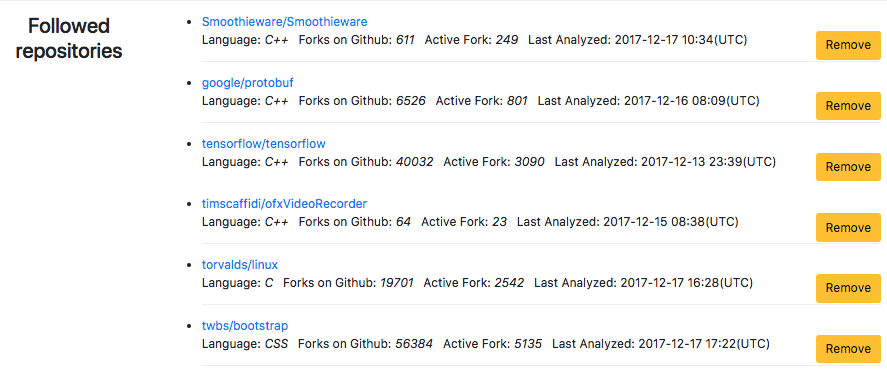 Followed
repositories
Smoothieware/Smoothieware
Language: C++ Forks on Github: 611 Active Fork: 249 Last Analyzed: 2017-12-17 10:34(UTC)
Remove
google/protobuf
Language: C++ Forks on Github: 6526 Active Fork: 801 Last Analyzed: 2017-12-16 08:09(UTC)
Remove
tensorflow/tensorflow
Language: C++ Forks on Github: 40032 Active Fork: 3090 Last Analyzed: 2017-12-13 23:39(UTC)
Remove
timscaffidi/ofxVideoRecorder
Language: C++ Forks on Github: 64 Active Fork: 23 Last Analyzed: 2017-12-15 08:38(UTC)
Remove
torvalds/linux
Language: C Forks on Github: 19701 Active Fork: 2542 Last Analyzed: 2017-12-17 16:28(UTC)
Remove
twbs/bootstrap
Language: CSS Forks on Github: 56384 Active Fork: 5135 Last Analyzed: 2017-12-17 17:22(UTC)
Remove